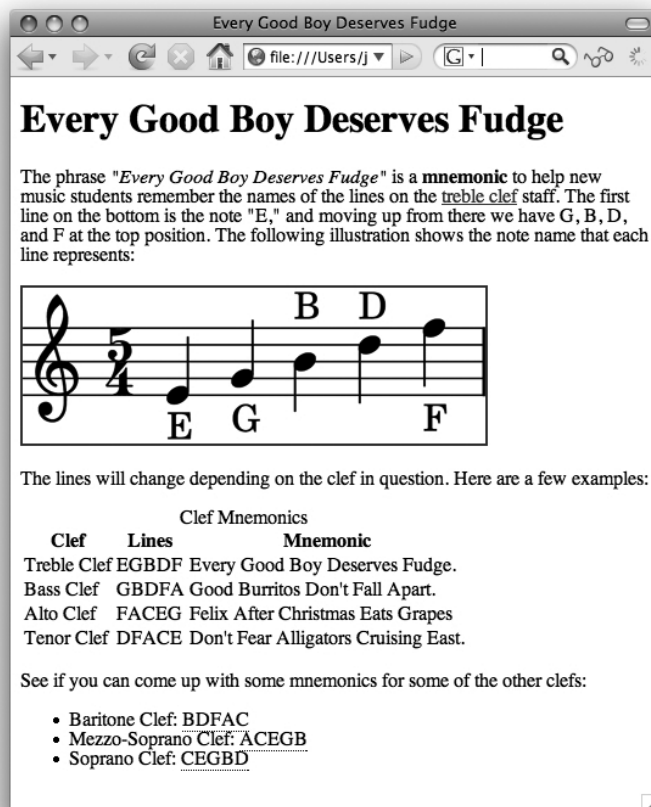 Every Good Boy Deserves Fudge
file:///Users/j
G
Every Good Boy Deserves Fudge
The phrase "Every Good Boy Deserves Fudge" is a mnemonic to help new
music students remember the names of the lines on the treble clef staff. The first
line on the bottom is the note "E," and moving up from there we have G, B, D,
and F at the top position. The following illustration shows the note name that each
line represents:
B D
5
4
E G F
The lines will change depending on the clef in question. Here are a few examples:
Clef Mnemonics
Clef Lines Mnemonic
Treble Clef EGBDF Every Good Boy Deserves Fudge.
Bass Clef GBDFA Good Burritos Don't Fall Apart.
Alto Clef FACEG Felix After Christmas Eats Grapes
Tenor Clef DFACE Don't Fear Alligators Cruising East.
See if you can come up with some mnemonics for some of the other clefs:
• Baritone Clef: BDFAC
• Mezzo-Soprano Clef: ACEGB
• Soprano Clef: CEGBD